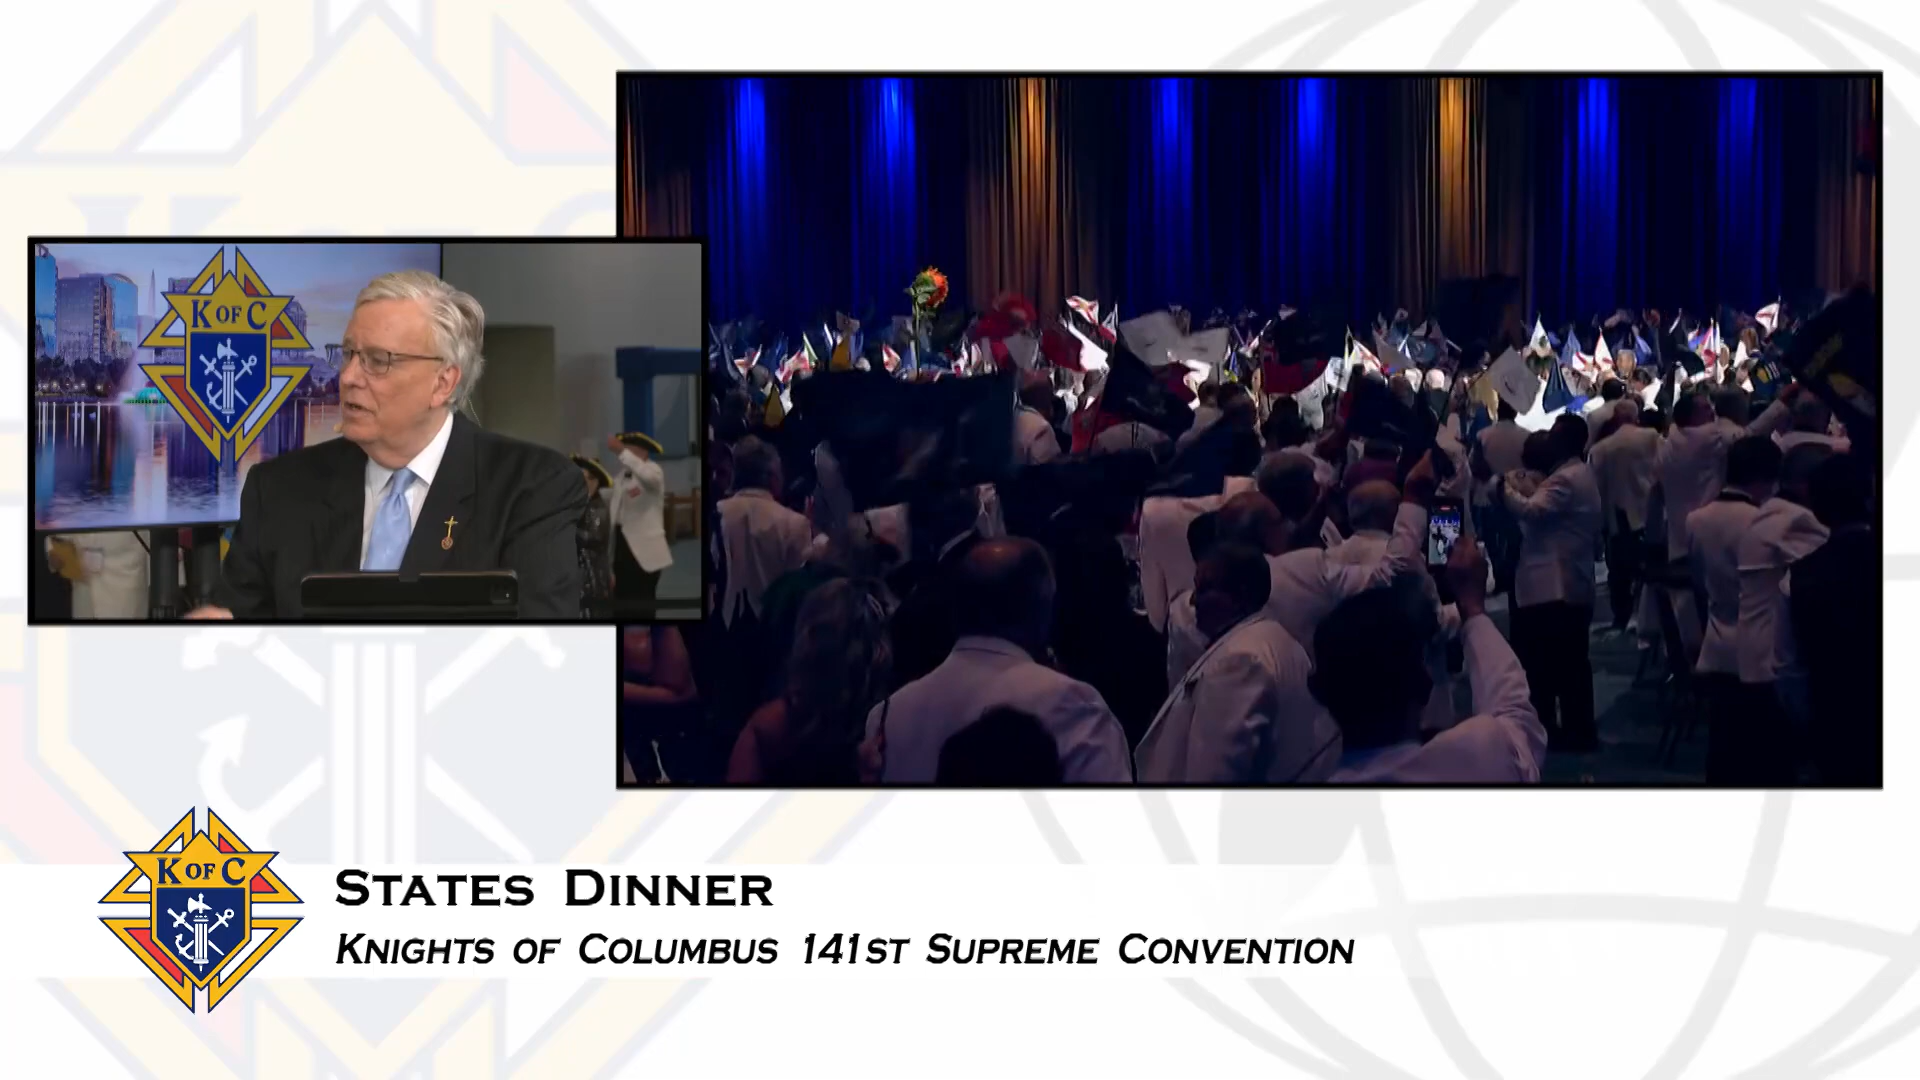 K OF C
K OF C
STATES DINNER
KNIGHTS OF COLUMBUS 141ST SUPREME CONVENTION